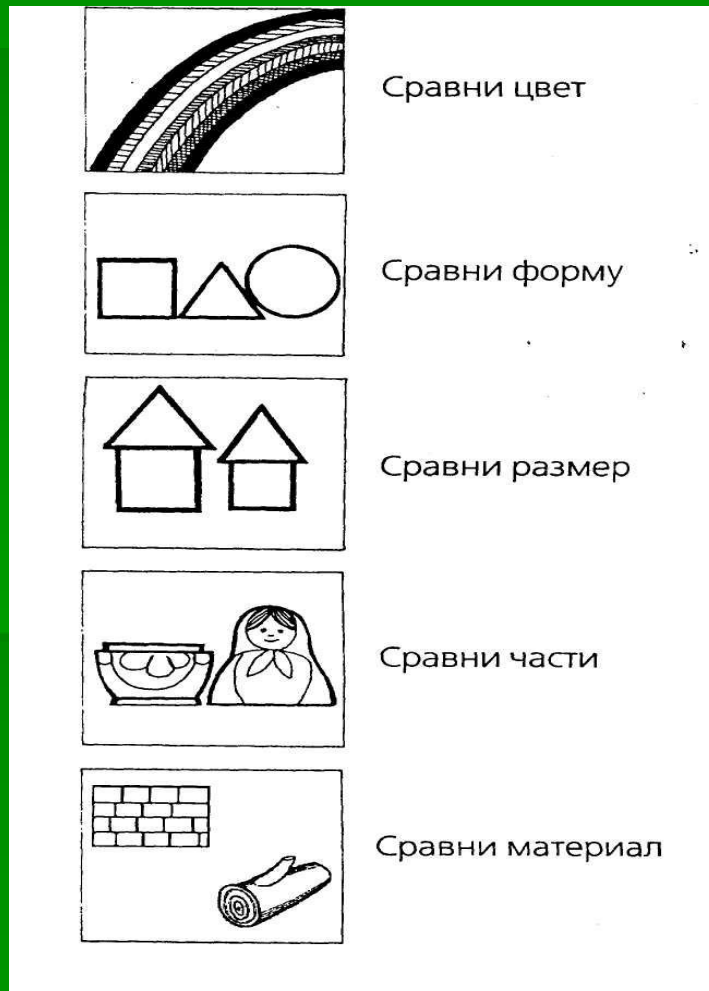 Сравни цвет
Сравни форму
Сравни размер
Сравни части
Сравни материал